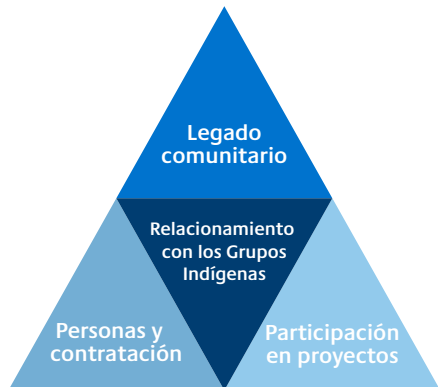 Legado
comunitario
Relacionamiento
con los Grupos
Indígenas
Personas y
contratación
Participación
en proyectos